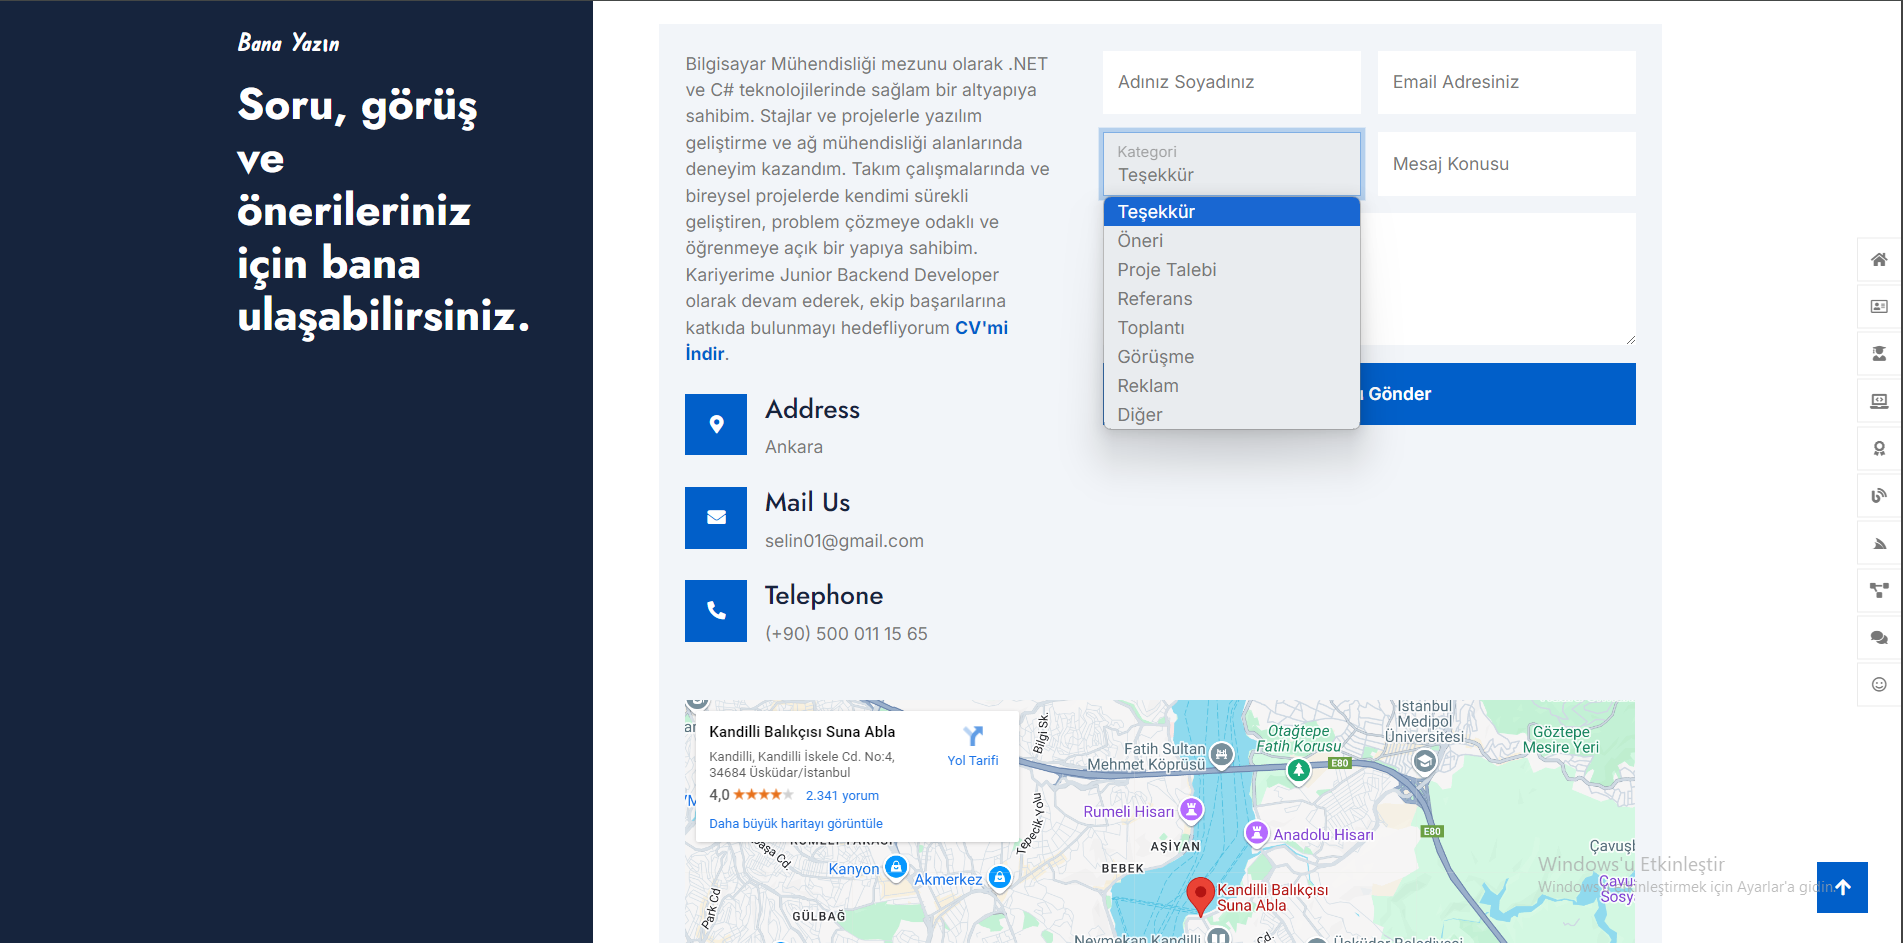 Bana Yazın
Soru, görüş
ve
önerileriniz
için bana
ulaşabilirsiniz.
Bilgisayar Mühendisliği mezunu olarak .NET
ve C# teknolojilerinde sağlam bir altyapıya
sahibim. Stajlar ve projelerle yazılım
geliştirme ve ağ mühendisliği alanlarında
deneyim kazandım. Takım çalışmalarında ve
bireysel projelerde kendimi sürekli
geliştiren, problem çözmeye odaklı ve
öğrenmeye açık bir yapıya sahibim.
Kariyerime Junior Backend Developer
olarak devam ederek, ekip başarılarına
katkıda bulunmayı hedefliyorum CV'mi
İndir.
Address
Ankara
Mail Us
selin01@gmail.com
Telephone
(+90) 500 011 15 65
Adınız Soyadınız
Email Adresiniz
Kategori
Teşekkür
Mesaj Konusu
Teşekkür
Öneri
Proje Talebi
Referans
Toplantı
Görüşme
Reklam
Diğer
Gönder
Kandilli Balıkçısı Suna Abla
Kandilli, Kandilli İskele Cd. No:4,
34684 Üsküdar/İstanbul
4,0
2.341 yorum
Daha büyük haritayı görüntüle
Yol Tarifi
Bilgi Sk.
Tepecik Yolu
Fatih Sultan
Mehmet Köprüsü
Otağtepe
Fatih Korusu
E80
İstanbul
Medipol
Üniversitesi
Göztepe
Mesire Yeri
Rumeli Hisarı
Anadolu Hisarı
E80
AŞİYAN
BEBEK
Kanyon
Akmerkez
Park Cd
GÜLBAĞ
Kandilli Balıkçısı
Suna Abla
Nevmekan Kandilli
Cd.
Windows'u Etkinleştir
Windows'u etkinleştirmek için Ayarlar'a gidin.